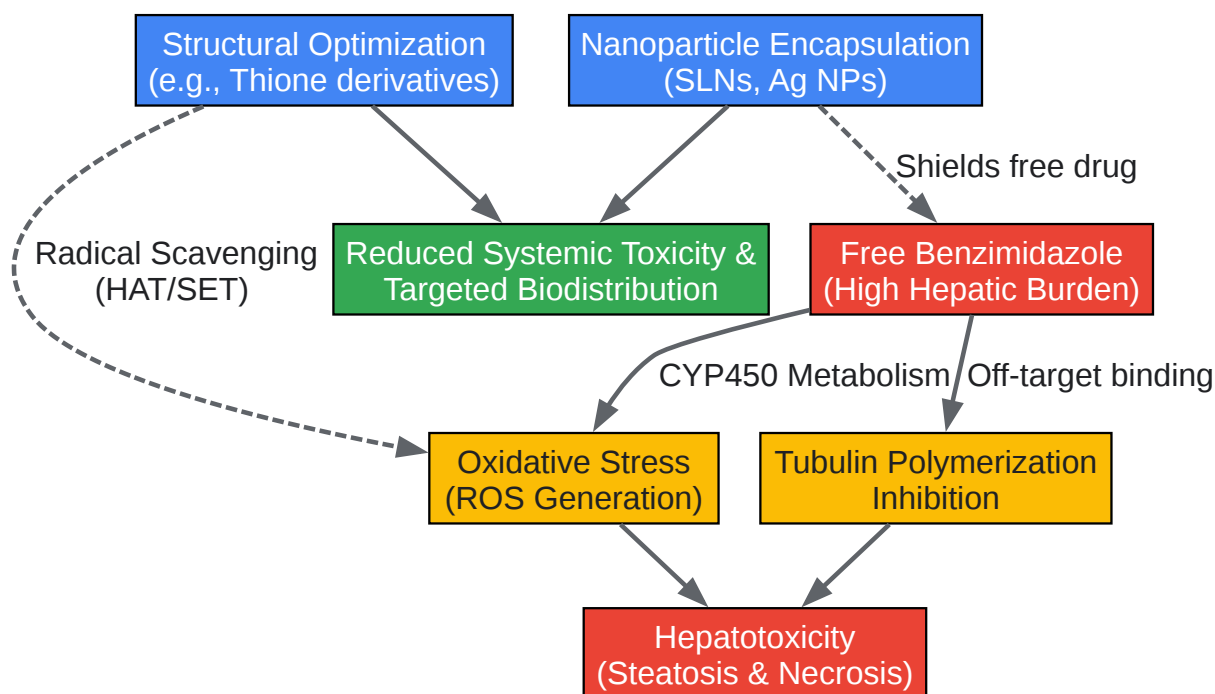 Structural Optimization
(e.g., Thione derivatives)
Nanoparticle Encapsulation
(SLNs, Ag NPs)
Shields free drug
Radical Scavenging
(HAT/SET)
Reduced Systemic Toxicity &
Targeted Biodistribution
Free Benzimidazole
(High Hepatic Burden)
CYP450 Metabolism
Off-target binding
Oxidative Stress
(ROS Generation)
Tubulin Polymerization
Inhibition
Hepatotoxicity
(Steatosis & Necrosis)